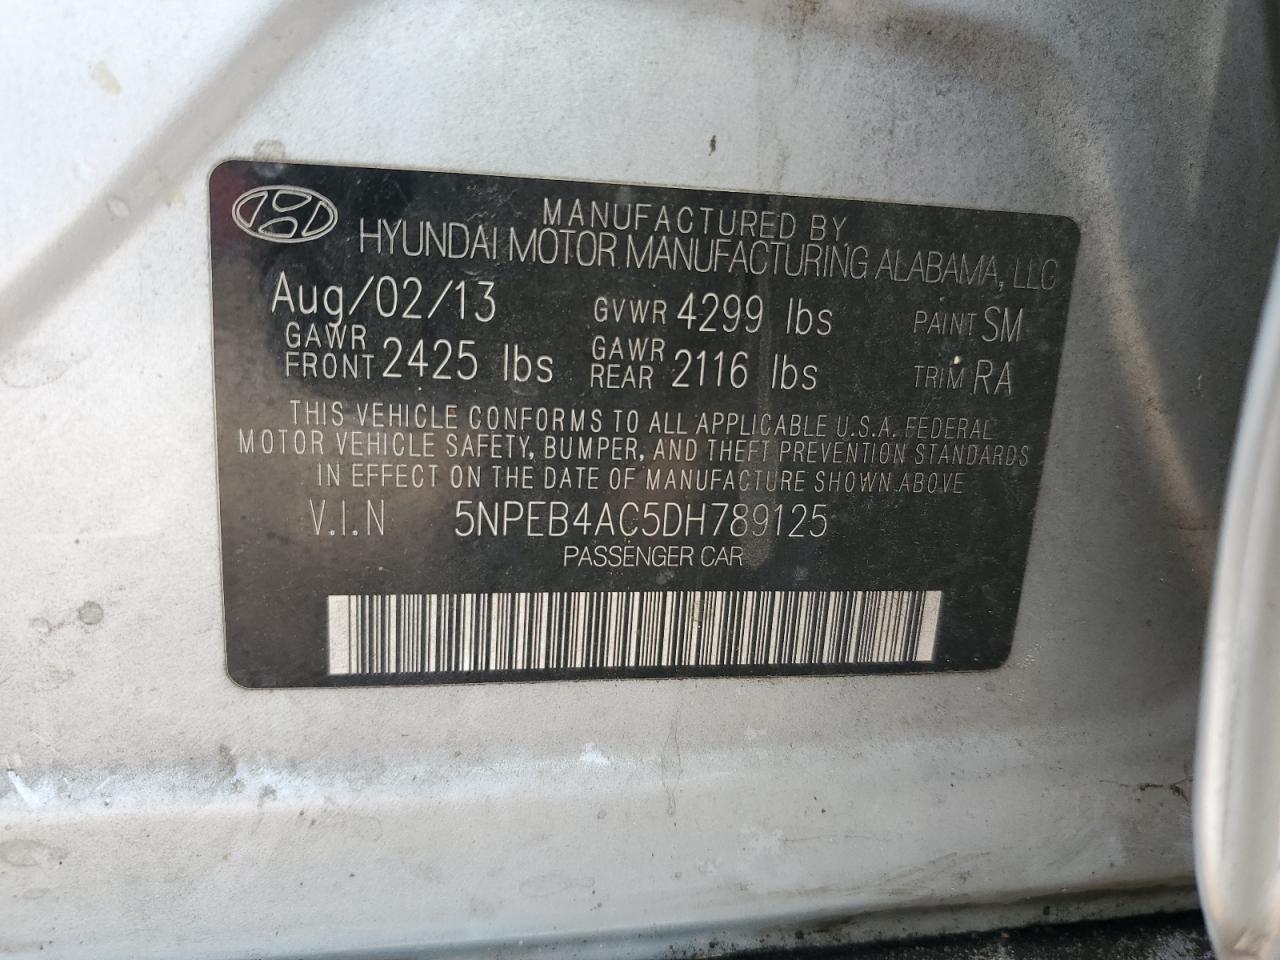 MANUFACTURED BY
HYUNDAI MOTOR MANUFACTURING ALABAMA, LLC
Aug/02/13 GVWR 4299 lbs PAINT SM
GAWR FRONT 2425 lbs GAWR REAR 2116 lbs TRIM RA
THIS VEHICLE CONFORMS TO ALL APPLICABLE U.S.A. FEDERAL
MOTOR VEHICLE SAFETY, BUMPER, AND THEFT PREVENTION STANDARDS
IN EFFECT ON THE DATE OF MANUFACTURE SHOWN ABOVE
V.I.N 5NPEB4AC5DH789125
PASSENGER CAR